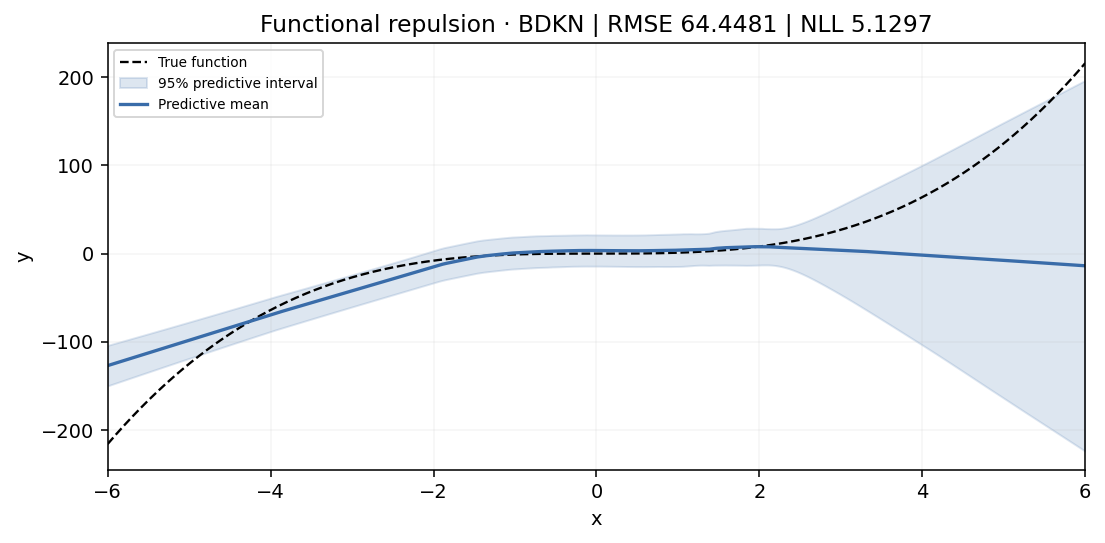 Functional repulsion · BDKN | RMSE 64.4481 | NLL 5.1297
True function
95% predictive interval
Predictive mean
200
100
0
−100
−200
y
−6 −4 −2 0 2 4 6
x